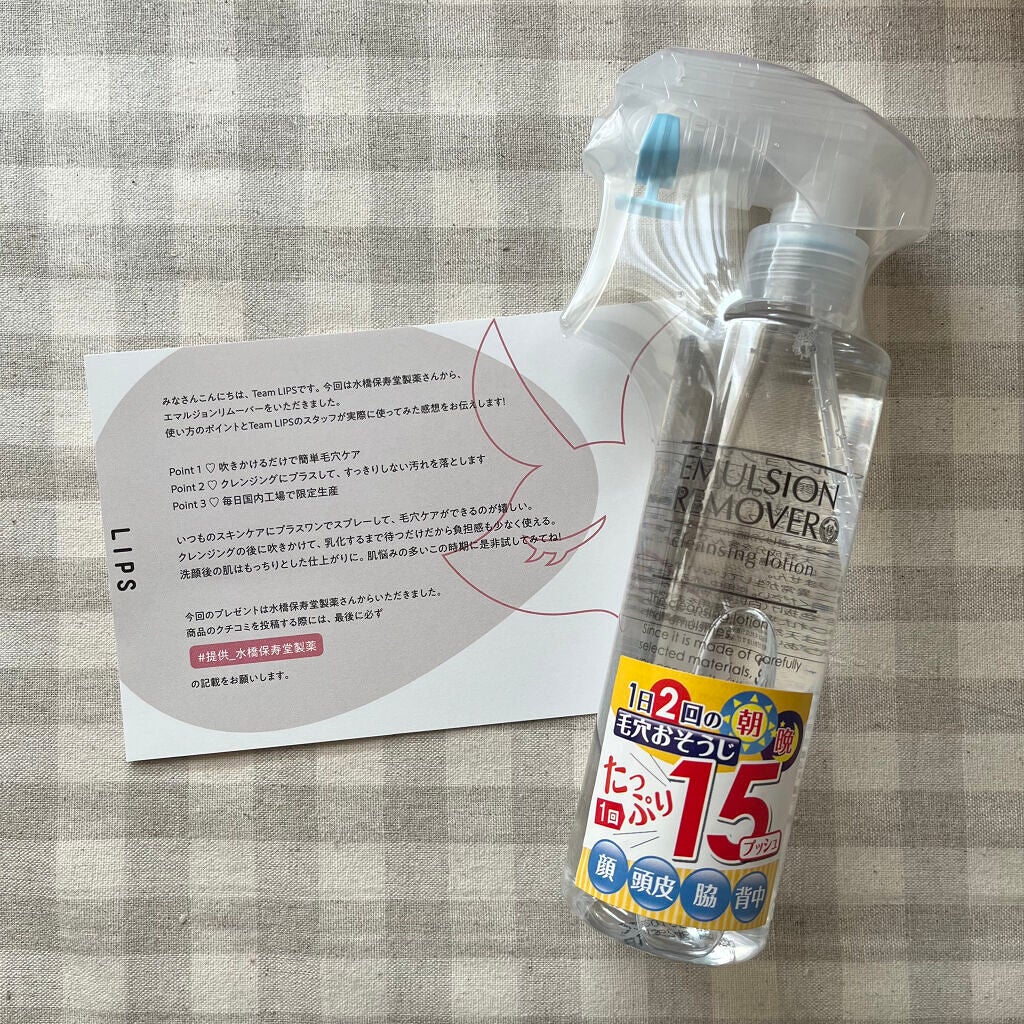 LIPS
みなさんこんにちは、Team LIPSです。今回は水橋保寿堂製薬さんから、
エマルジョンリムーバーをいただきました。
使い方のポイントとTeam LIPSのスタッフが実際に使ってみた感想をお伝えします!
Point 1 ♡ 吹きかけるだけで簡単毛穴ケア
Point 2 ♡ クレンジングにプラスして、すっきりしない汚れを落とします
Point 3 ♡ 毎日国内工場で限定生産
いつものスキンケアにプラスワンでスプレーして、毛穴ケアができるのが嬉しい。
クレンジングの後に吹きかけて、乳化するまで待つだけだから負担感も少なく使える。
洗顔後の肌はもっちりとした仕上がりに。肌悩みの多いこの時期に是非試してみてね!
今回のプレゼントは水橋保寿堂製薬さんからいただきました。
商品のクチコミを投稿する際には、最後に必ず
#提供_水橋保寿堂製薬
の記載をお願いします。
EMULSION
REMOVER
cleansing lotion
the cleansing lotion
that emulsifies.
Since it is made of carefully
selected materials,
1日2回の
朝
晩
毛穴おそうじ
たっぷり
1回
15
プッシュ
顔
頭皮
脇
背中